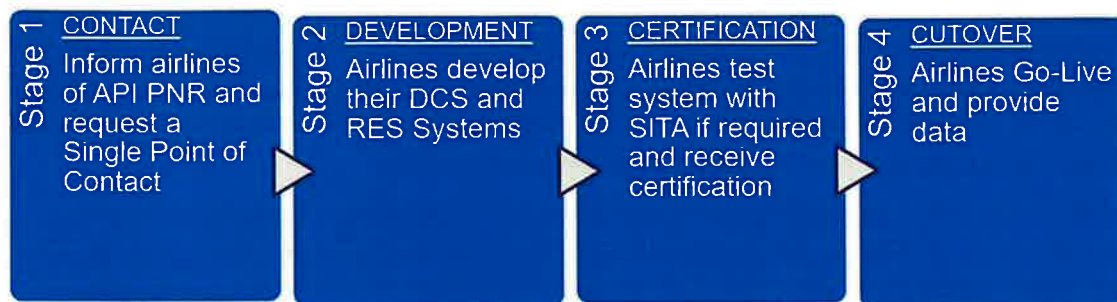 Stage 1
CONTACT
Inform airlines
of API PNR and
request a
Single Point of
Contact
Stage 2
DEVELOPMENT
Airlines develop
their DCS and
RES Systems
Stage 3
CERTIFICATION
Airlines test
system with
SITA if required
and receive
certification
Stage 4
CUTOVER
Airlines Go-Live
and provide
data